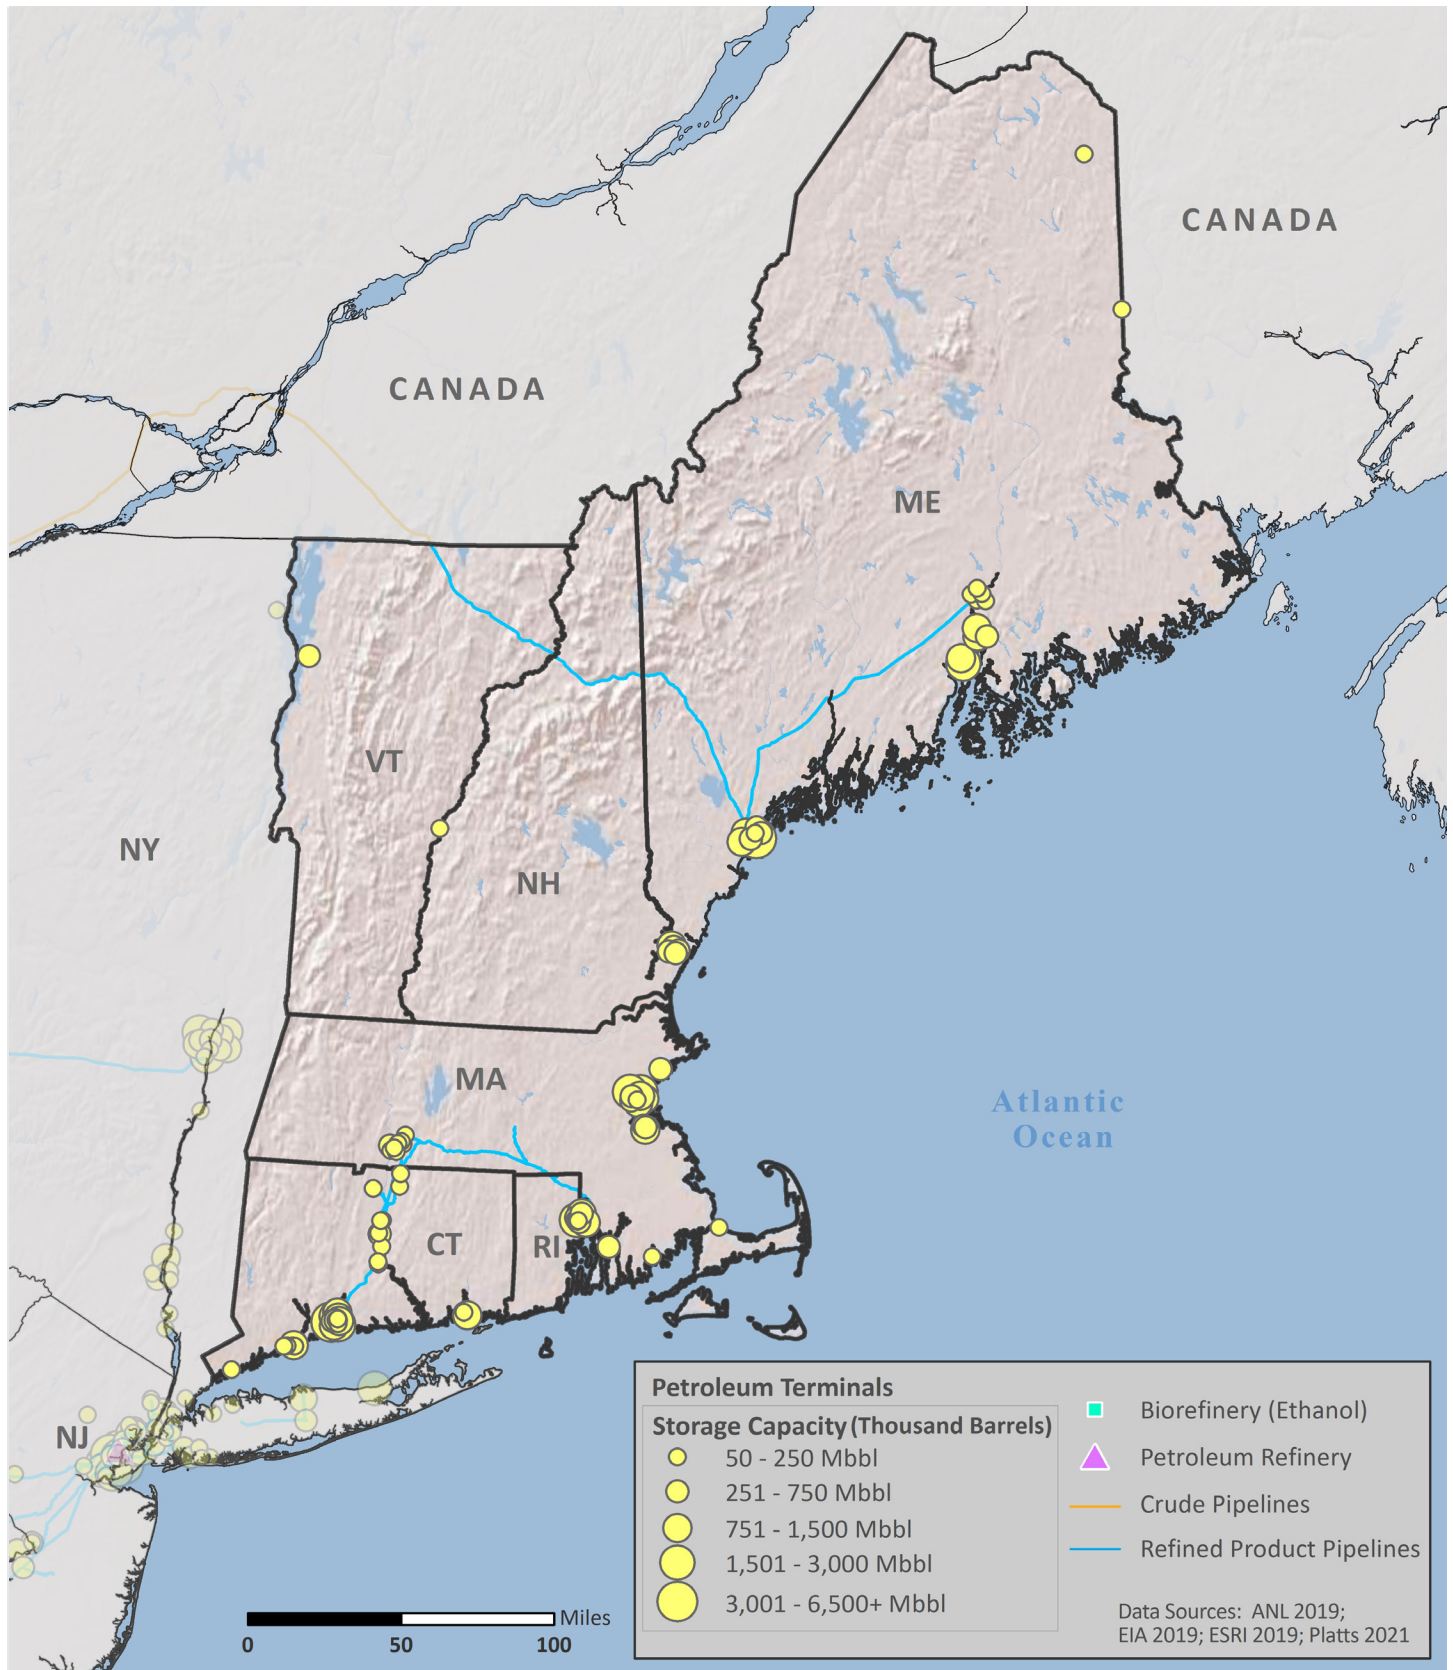 CANADA
CANADA
ME
VT
NY
NH
MA
Atlantic
Ocean
CT
RI
NJ
Petroleum Terminals
Storage Capacity (Thousand Barrels)
50 - 250 Mbbl
251 - 750 Mbbl
751 - 1,500 Mbbl
1,501 - 3,000 Mbbl
3,001 - 6,500+ Mbbl
Biorefinery (Ethanol)
Petroleum Refinery
Crude Pipelines
Refined Product Pipelines
Data Sources: ANL 2019;
EIA 2019; ESRI 2019; Platts 2021
Miles
0 50 100